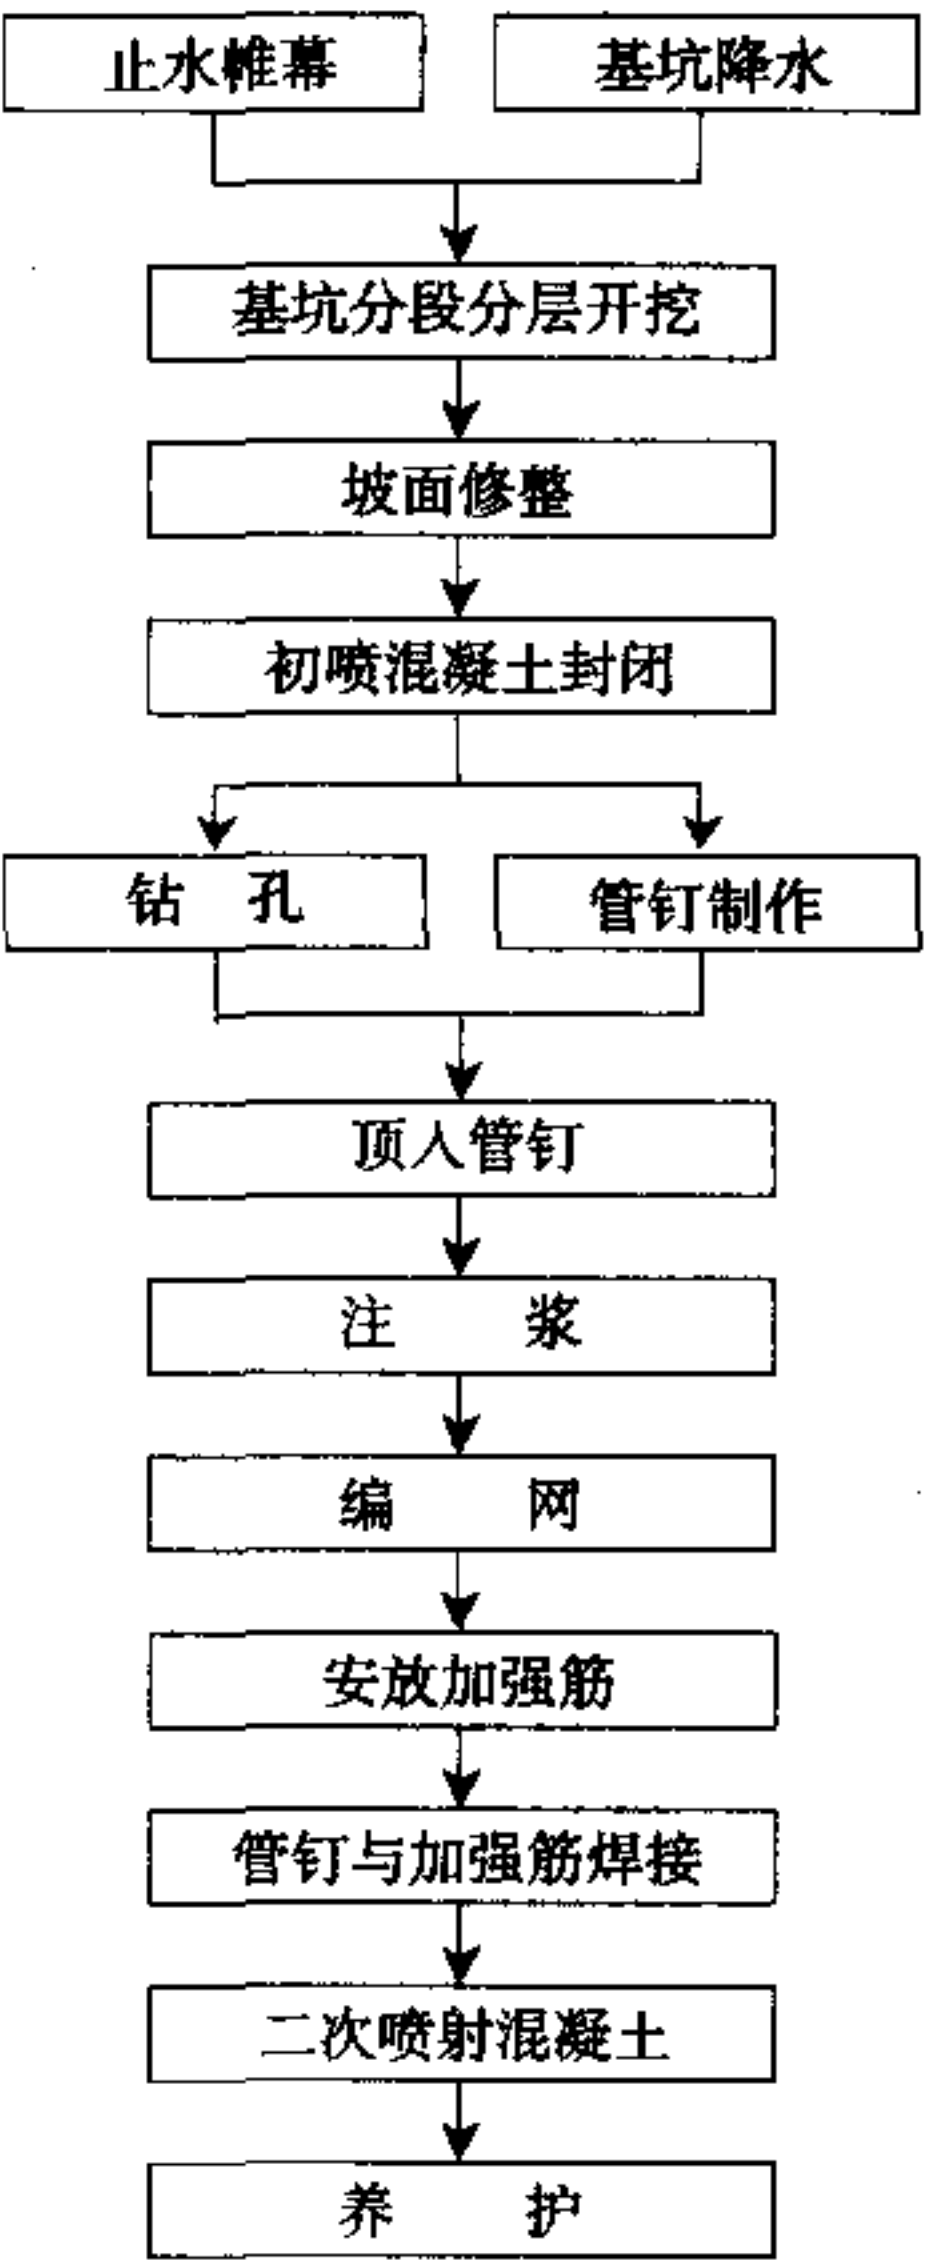 止水帷幕
基坑降水
基坑分段分层开挖
坡面修整
初喷混凝土封闭
钻 孔
管钉制作
顶人管钉
注 浆
编 网
安放加强筋
管钉与加强筋焊接
二次喷射混凝土
养 护